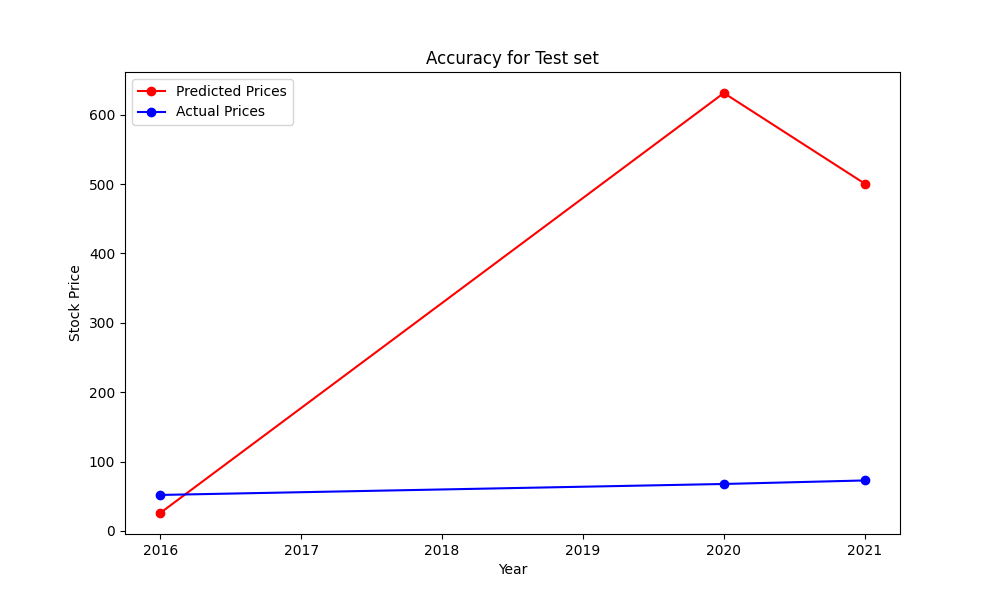 Accuracy for Test set
Predicted Prices
Actual Prices
600
500
400
300
200
100
0
Stock Price
2016 2017 2018 2019 2020 2021
Year